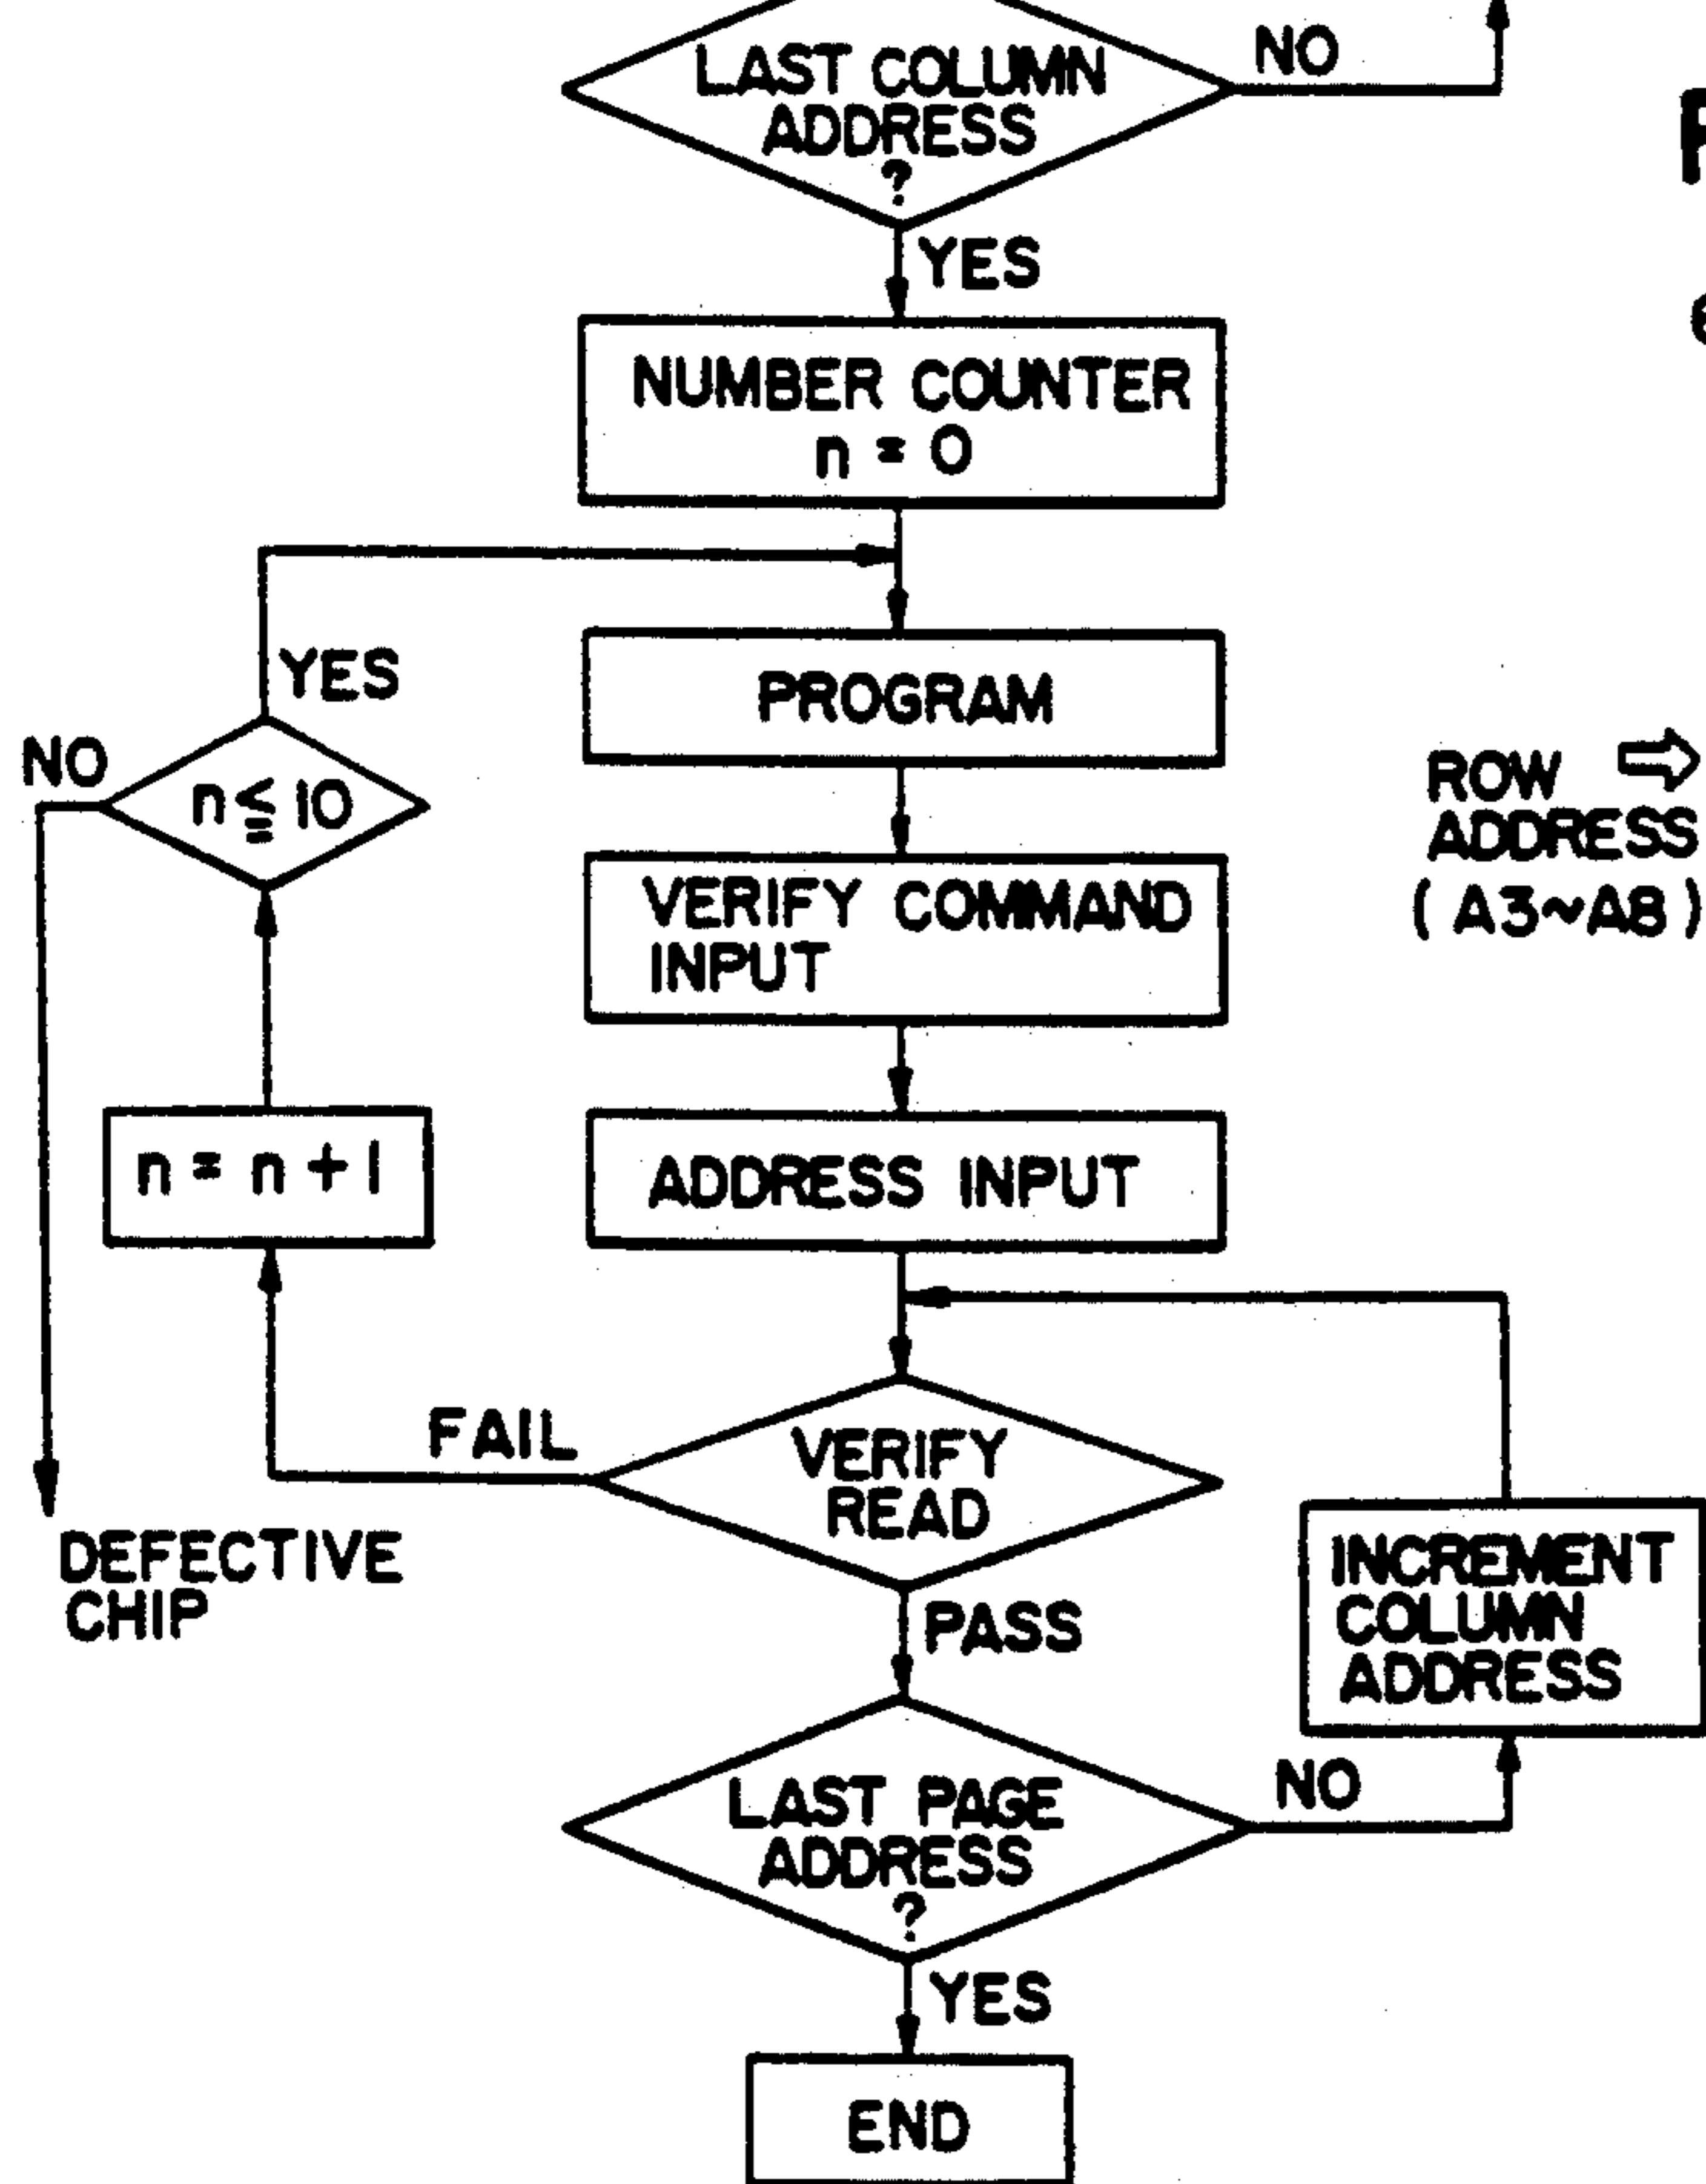 LAST COLUMN
ADDRESS
?
NO
YES
NUMBER COUNTER
n = 0
YES
PROGRAM
NO
n ≦ 10
ROW ⇨
ADDRESS
(A3~A8)
VERIFY COMMAND
INPUT
n = n + 1
ADDRESS INPUT
FAIL
VERIFY
READ
DEFECTIVE
CHIP
INCREMENT
COLUMN
ADDRESS
PASS
LAST PAGE
ADDRESS
?
NO
YES
END